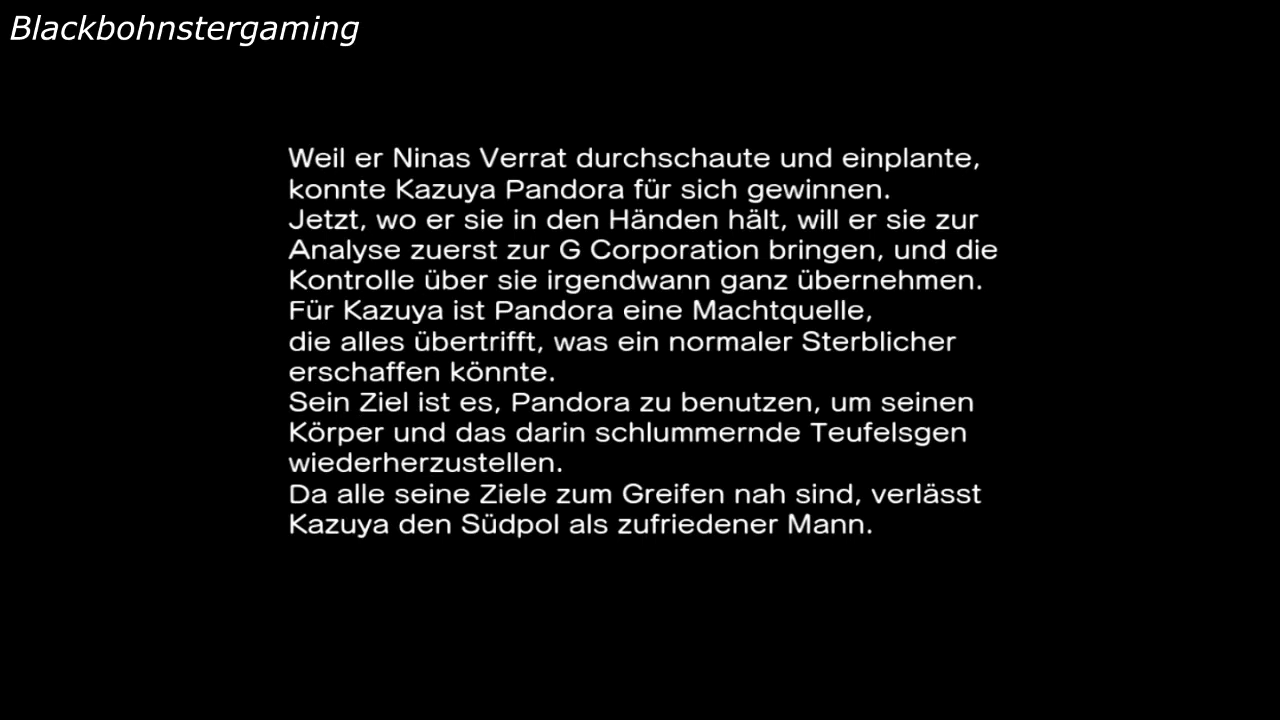 Blackbohnstergaming
Weil er Ninas Verrat durchschaute und einplante,
konnte Kazuya Pandora für sich gewinnen.
Jetzt, wo er sie in den Händen hält, will er sie zur
Analyse zuerst zur G Corporation bringen, und die
Kontrolle über sie irgendwann ganz übernehmen.
Für Kazuya ist Pandora eine Machtquelle,
die alles übertrifft, was ein normaler Sterblicher
erschaffen könnte.
Sein Ziel ist es, Pandora zu benutzen, um seinen
Körper und das darin schlummernde Teufelsgen
wiederherzustellen.
Da alle seine Ziele zum Greifen nah sind, verlässt
Kazuya den Südpol als zufriedener Mann.